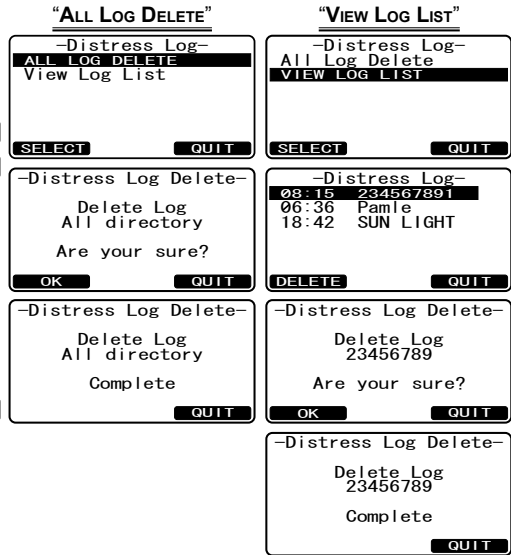 “ALL LOG DELETE”
-Distress Log-
ALL LOG DELETE
View Log List
SELECT QUIT
-Distress Log Delete-
Delete Log
All directory
Are your sure?
OK QUIT
-Distress Log Delete-
Delete Log
All directory
Complete
QUIT
“VIEW LOG LIST”
-Distress Log-
All Log Delete
VIEW LOG LIST
SELECT QUIT
-Distress Log-
08:15 234567891
06:36 Pamle
18:42 SUN LIGHT
DELETE QUIT
-Distress Log Delete-
Delete Log
23456789
Are your sure?
OK QUIT
-Distress Log Delete-
Delete Log
23456789
Complete
QUIT